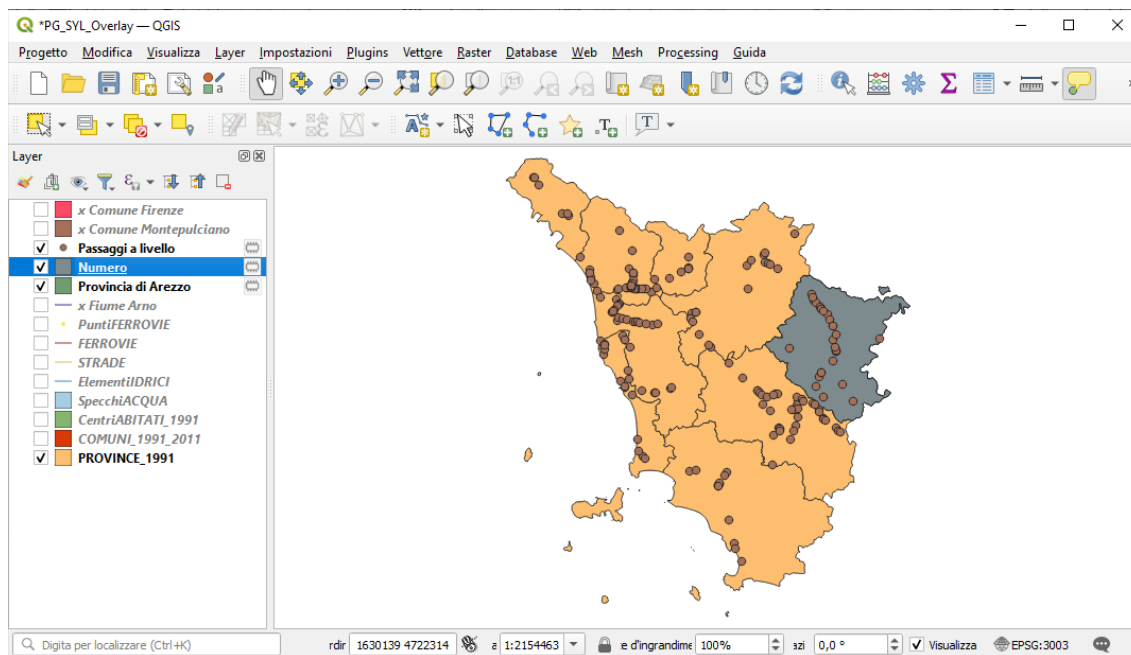 *PG_SYL_Overlay — QGIS
Progetto Modifica Visualizza Layer Impostazioni Plugins Vettore Raster Database Web Mesh Processing Guida
Layer
x Comune Firenze
x Comune Montepulciano
Passaggi a livello
Numero
Provincia di Arezzo
x Fiume Arno
PuntiFERROVIE
FERROVIE
STRADE
ElementiIDRICI
SpecchiACQUA
CentriABITATI_1991
COMUNI_1991_2011
PROVINCE_1991
Digita per localizzare (Ctrl+K) rdir 1630139 4722314 a 1:2154463 e d'ingrandime 100% azi 0,0 ° Visualizza EPSG:3003